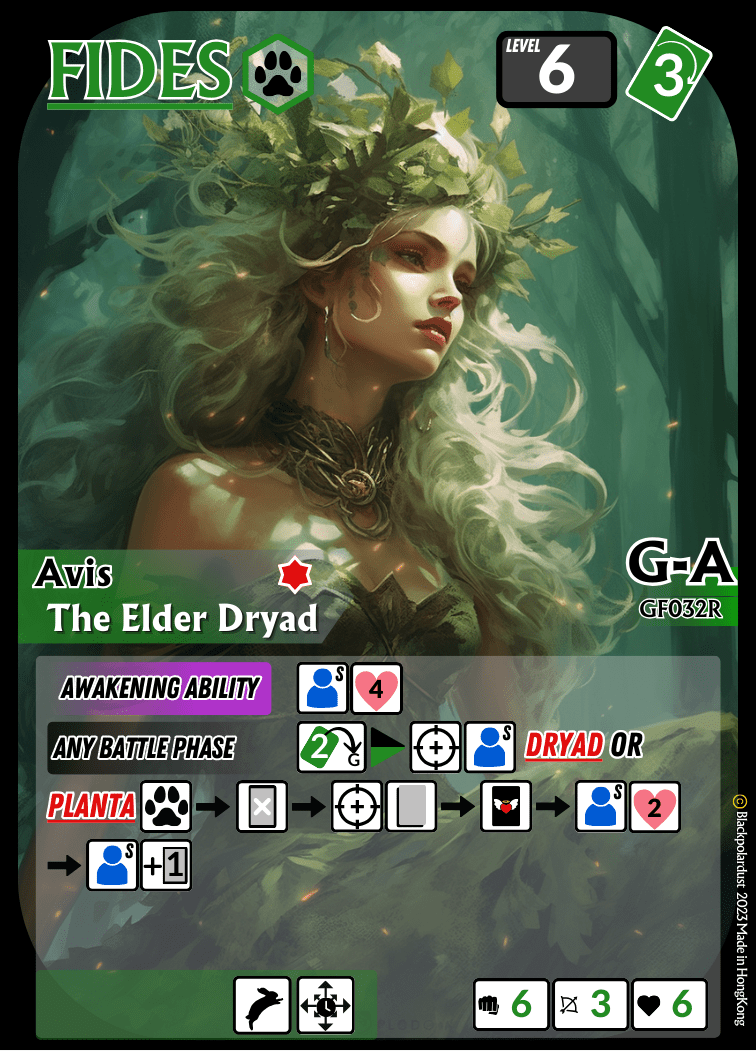 FIDES
LEVEL 6
3
Avis
The Elder Dryad
G-A
GF032R
AWAKENING ABILITY S 4
ANY BATTLE PHASE 2 G S DRYAD OR
PLANTA S 2
S +1
6 3 6
© Blackpolardust 2023 Made in HongKong